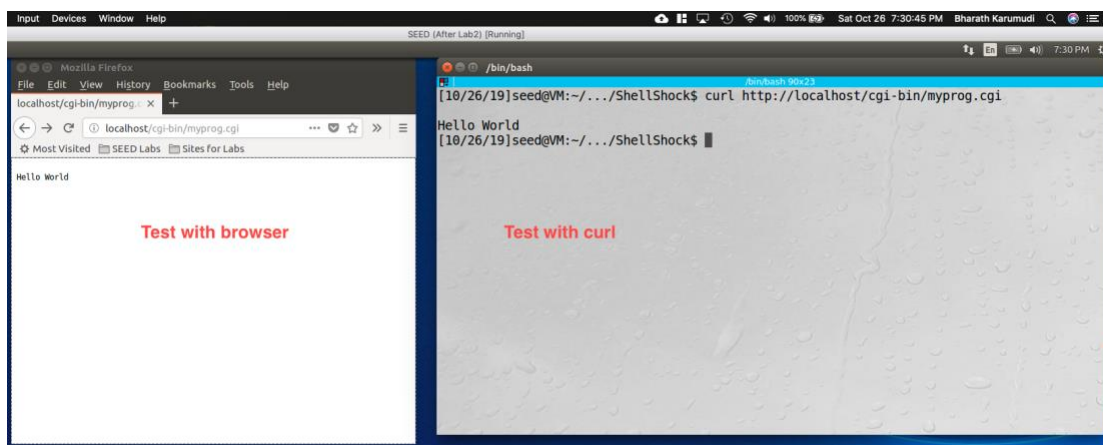 Input Devices Window Help 100% Sat Oct 26 7:30:45 PM Bharath Karumudi
SEED (After Lab2) [Running]
En 7:30 PM
Mozilla Firefox
File Edit View History Bookmarks Tools Help
localhost/cgi-bin/myprog.c
localhost/cgi-bin/myprog.cgi
Most Visited SEED Labs Sites for Labs
Hello World
Test with browser
/bin/bash
/bin/bash 90x23
[10/26/19]seed@VM:~/.../ShellShock$ curl http://localhost/cgi-bin/myprog.cgi
Hello World
[10/26/19]seed@VM:~/.../ShellShock$
Test with curl